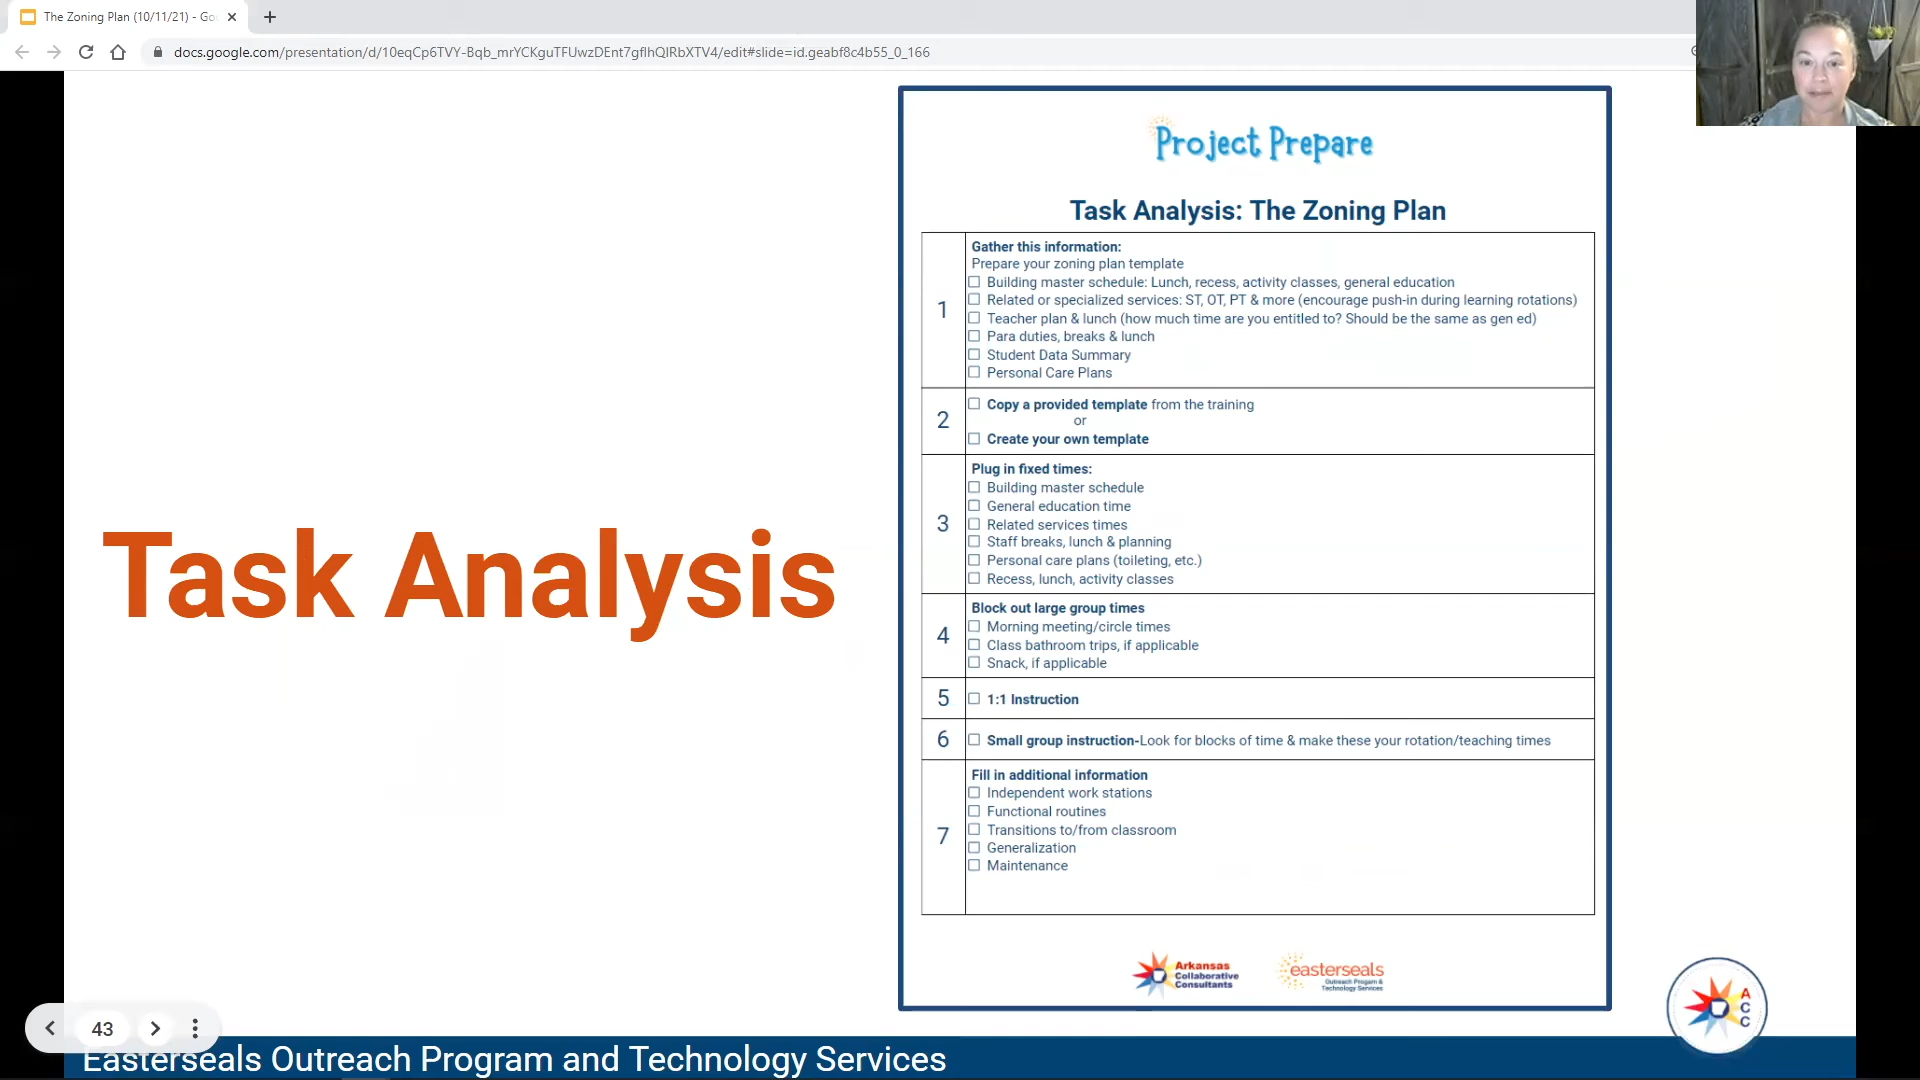 The Zoning Plan (10/11/21) - Go
docs.google.com/presentation/d/10eqCp6TVY-Bqb_mrYCKguTFUwzDEnt7gflhQlRbXTV4/edit#slide=id.geabf8c4b55_0_166
Task Analysis
Project Prepare
Task Analysis: The Zoning Plan
1
Gather this information:
Prepare your zoning plan template
Building master schedule: Lunch, recess, activity classes, general education
Related or specialized services: ST, OT, PT & more (encourage push-in during learning rotations)
Teacher plan & lunch (how much time are you entitled to? Should be the same as gen ed)
Para duties, breaks & lunch
Student Data Summary
Personal Care Plans
2
Copy a provided template from the training
or
Create your own template
3
Plug in fixed times:
Building master schedule
General education time
Related services times
Staff breaks, lunch & planning
Personal care plans (toileting, etc.)
Recess, lunch, activity classes
4
Block out large group times
Morning meeting/circle times
Class bathroom trips, if applicable
Snack, if applicable
5
1:1 Instruction
6
Small group instruction-Look for blocks of time & make these your rotation/teaching times
7
Fill in additional information
Independent work stations
Functional routines
Transitions to/from classroom
Generalization
Maintenance
Arkansas
Collaborative
Consultants
easterseals
Outreach Progam &
Technology Services
A
C
C
43
Easterseals Outreach Program and Technology Services